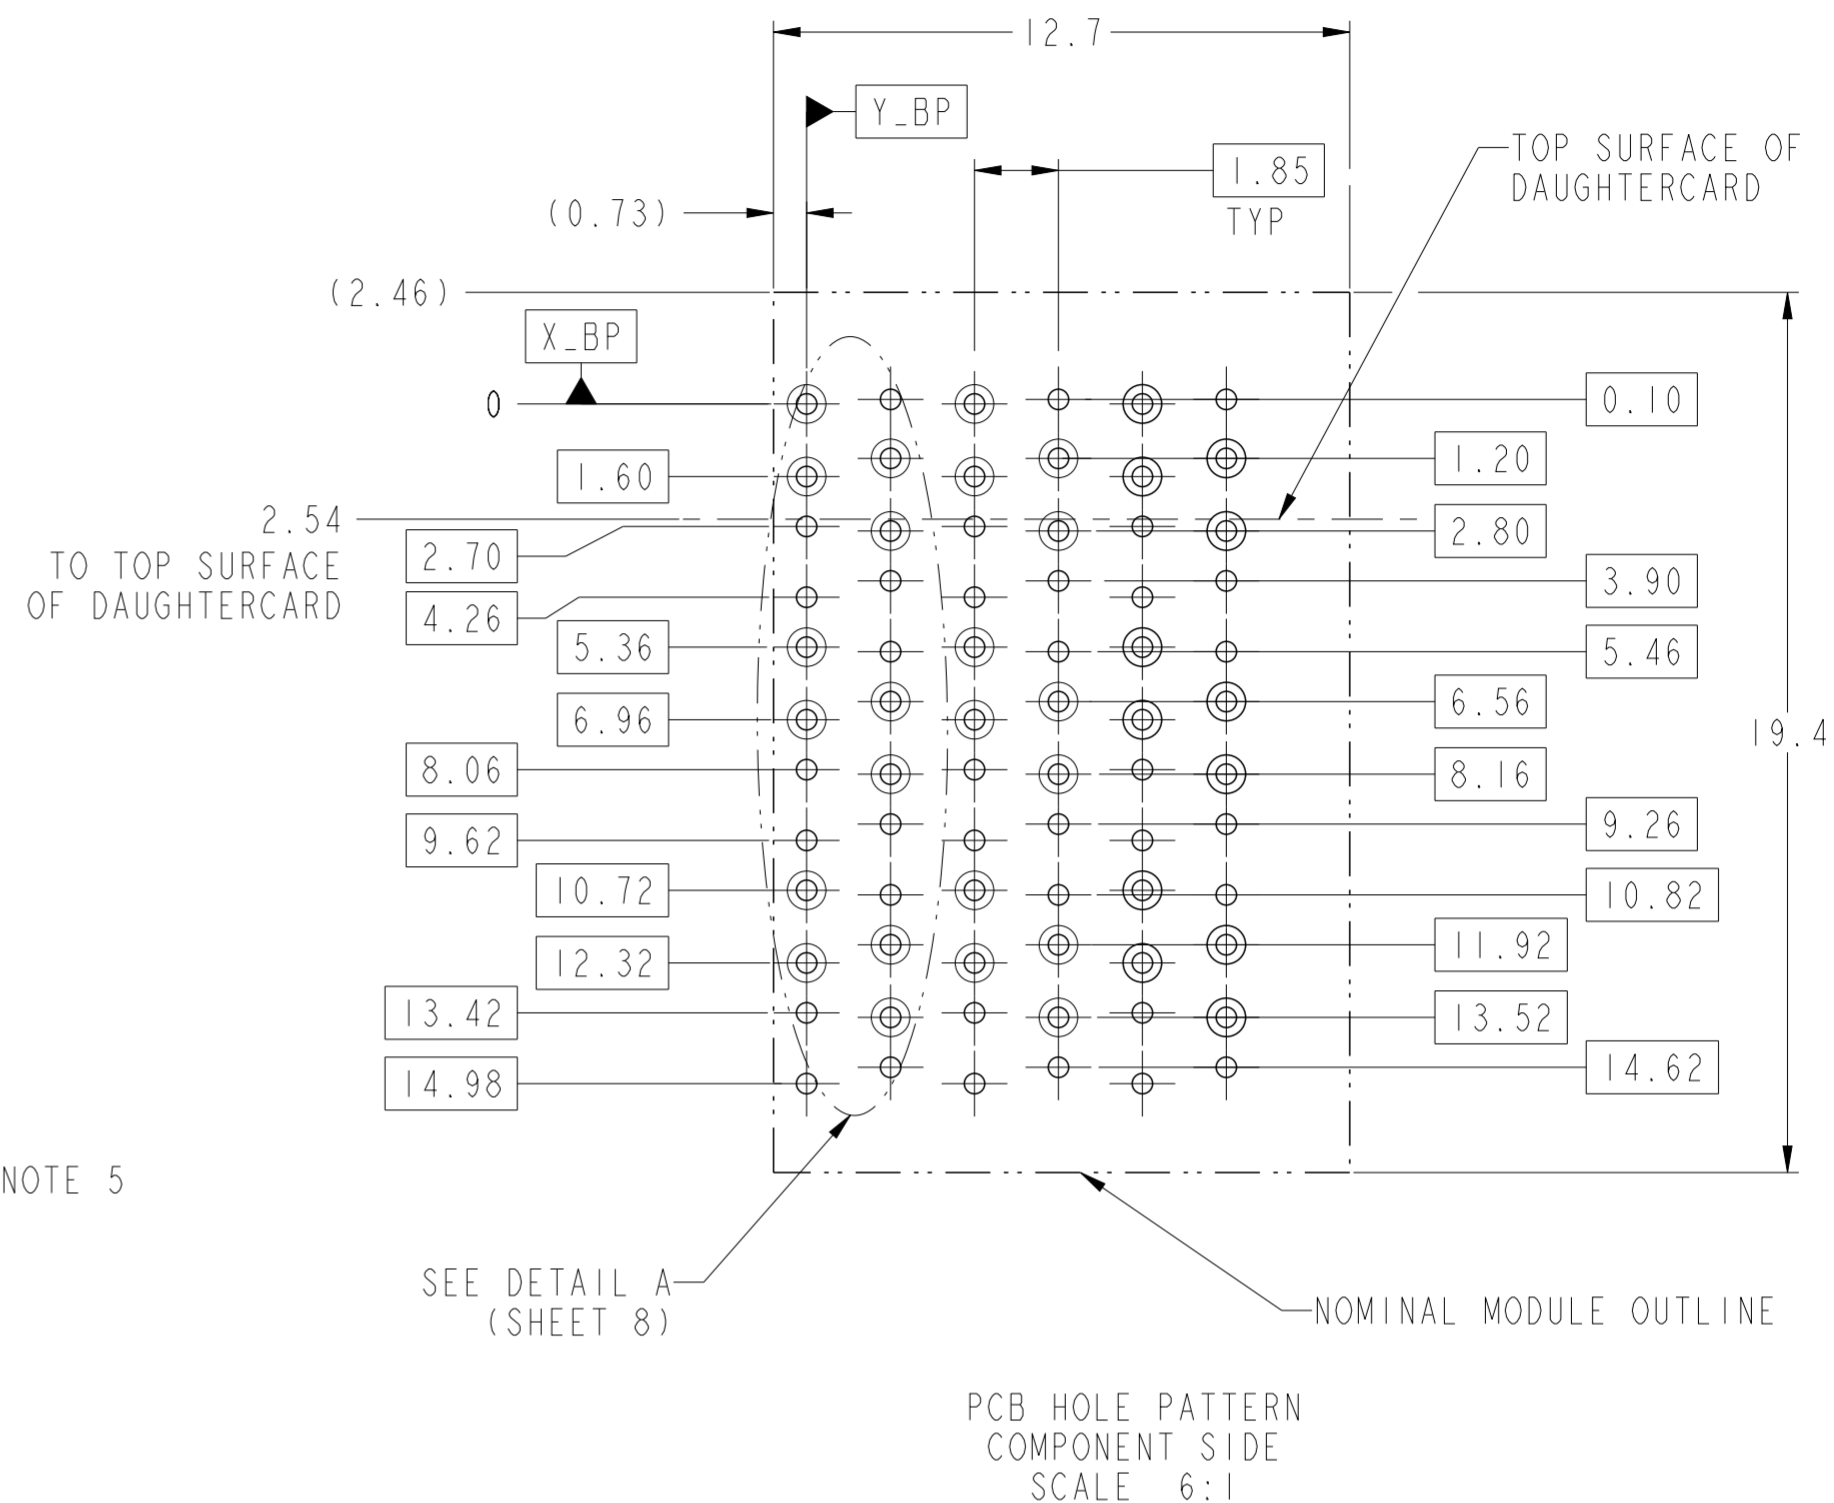 12.7
Y_BP
1.85
TYP
TOP SURFACE OF
DAUGHTERCARD
(0.73)
(2.46)
X_BP
0
0.10
1.60
1.20
2.54
TO TOP SURFACE
OF DAUGHTERCARD
2.70
2.80
4.26
3.90
5.36
5.46
6.96
6.56
19.4
8.06
8.16
9.62
9.26
10.72
10.82
12.32
11.92
13.42
13.52
14.98
14.62
NOTE 5
SEE DETAIL A
(SHEET 8)
NOMINAL MODULE OUTLINE
PCB HOLE PATTERN
COMPONENT SIDE
SCALE 6:1